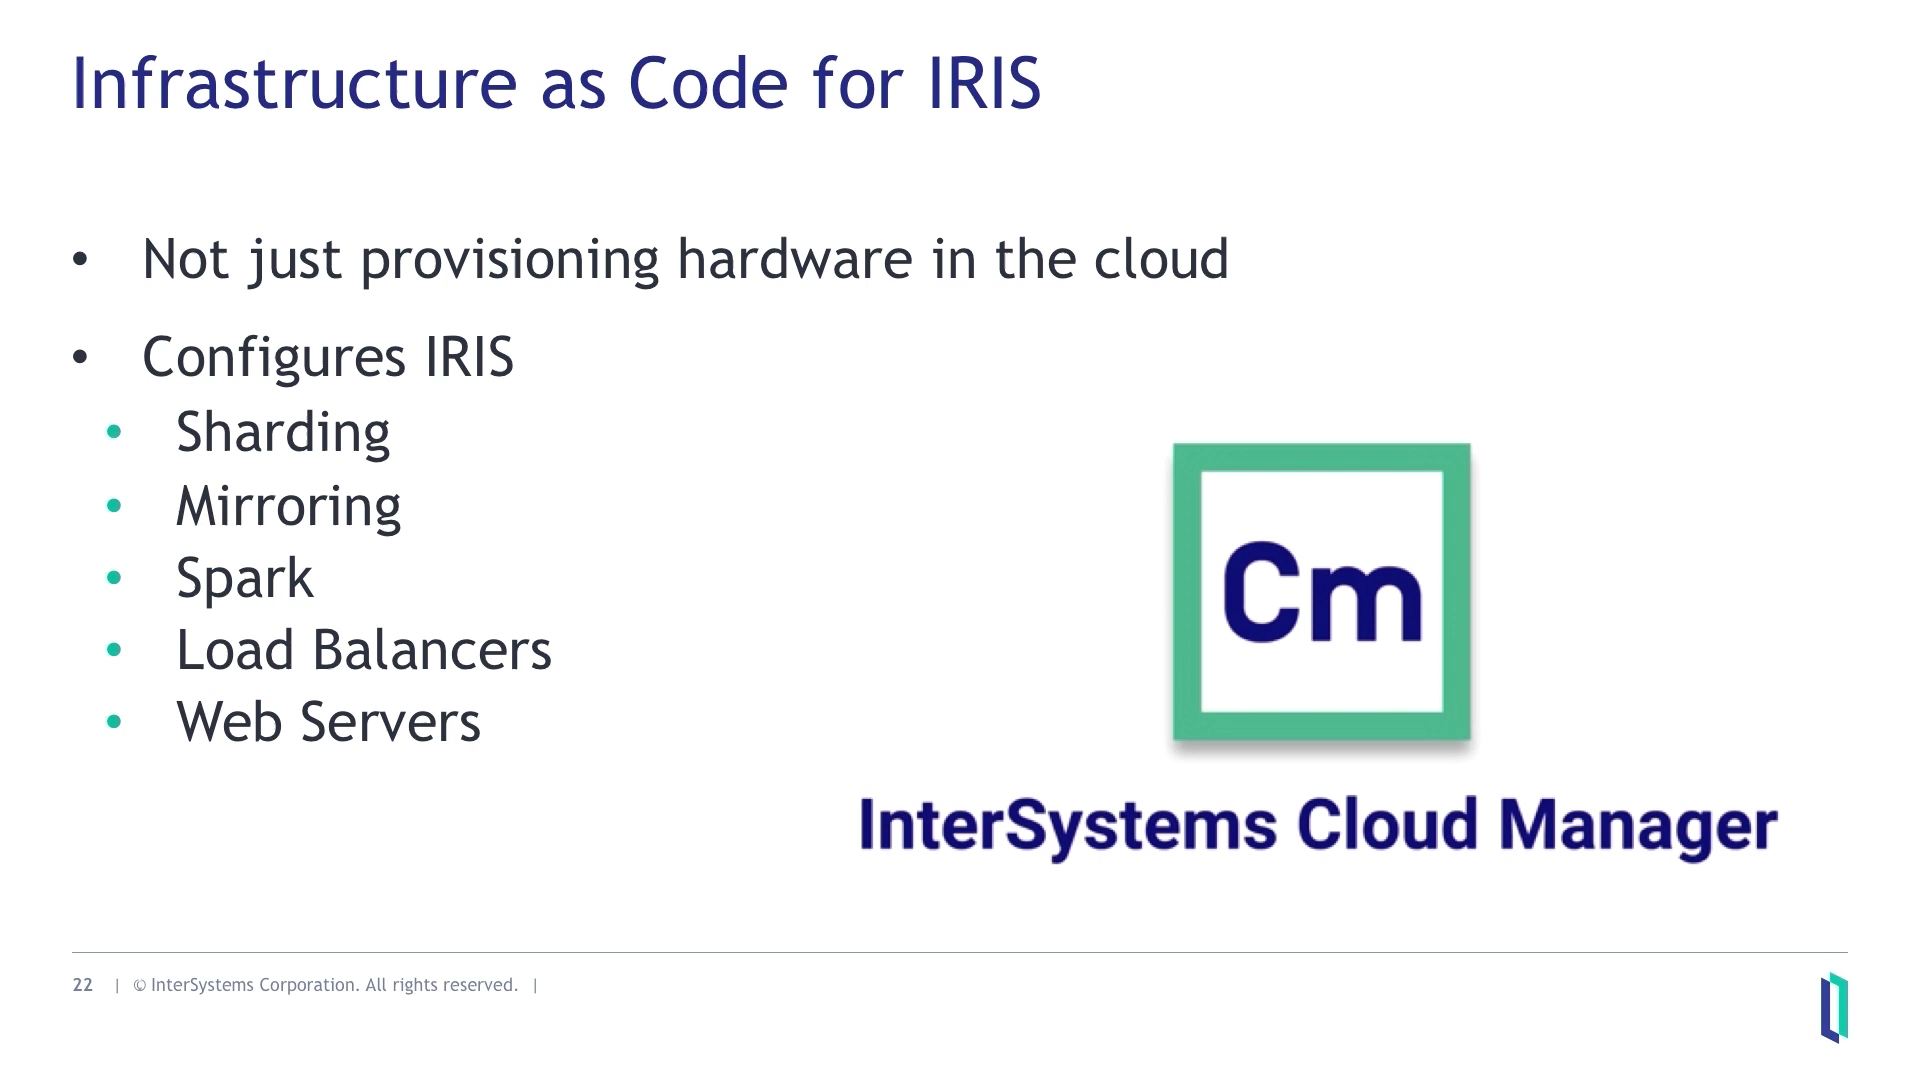 Infrastructure as Code for IRIS
• Not just provisioning hardware in the cloud
• Configures IRIS
• Sharding
• Mirroring
• Spark
• Load Balancers
• Web Servers
Cm
InterSystems Cloud Manager
22 | © InterSystems Corporation. All rights reserved. |